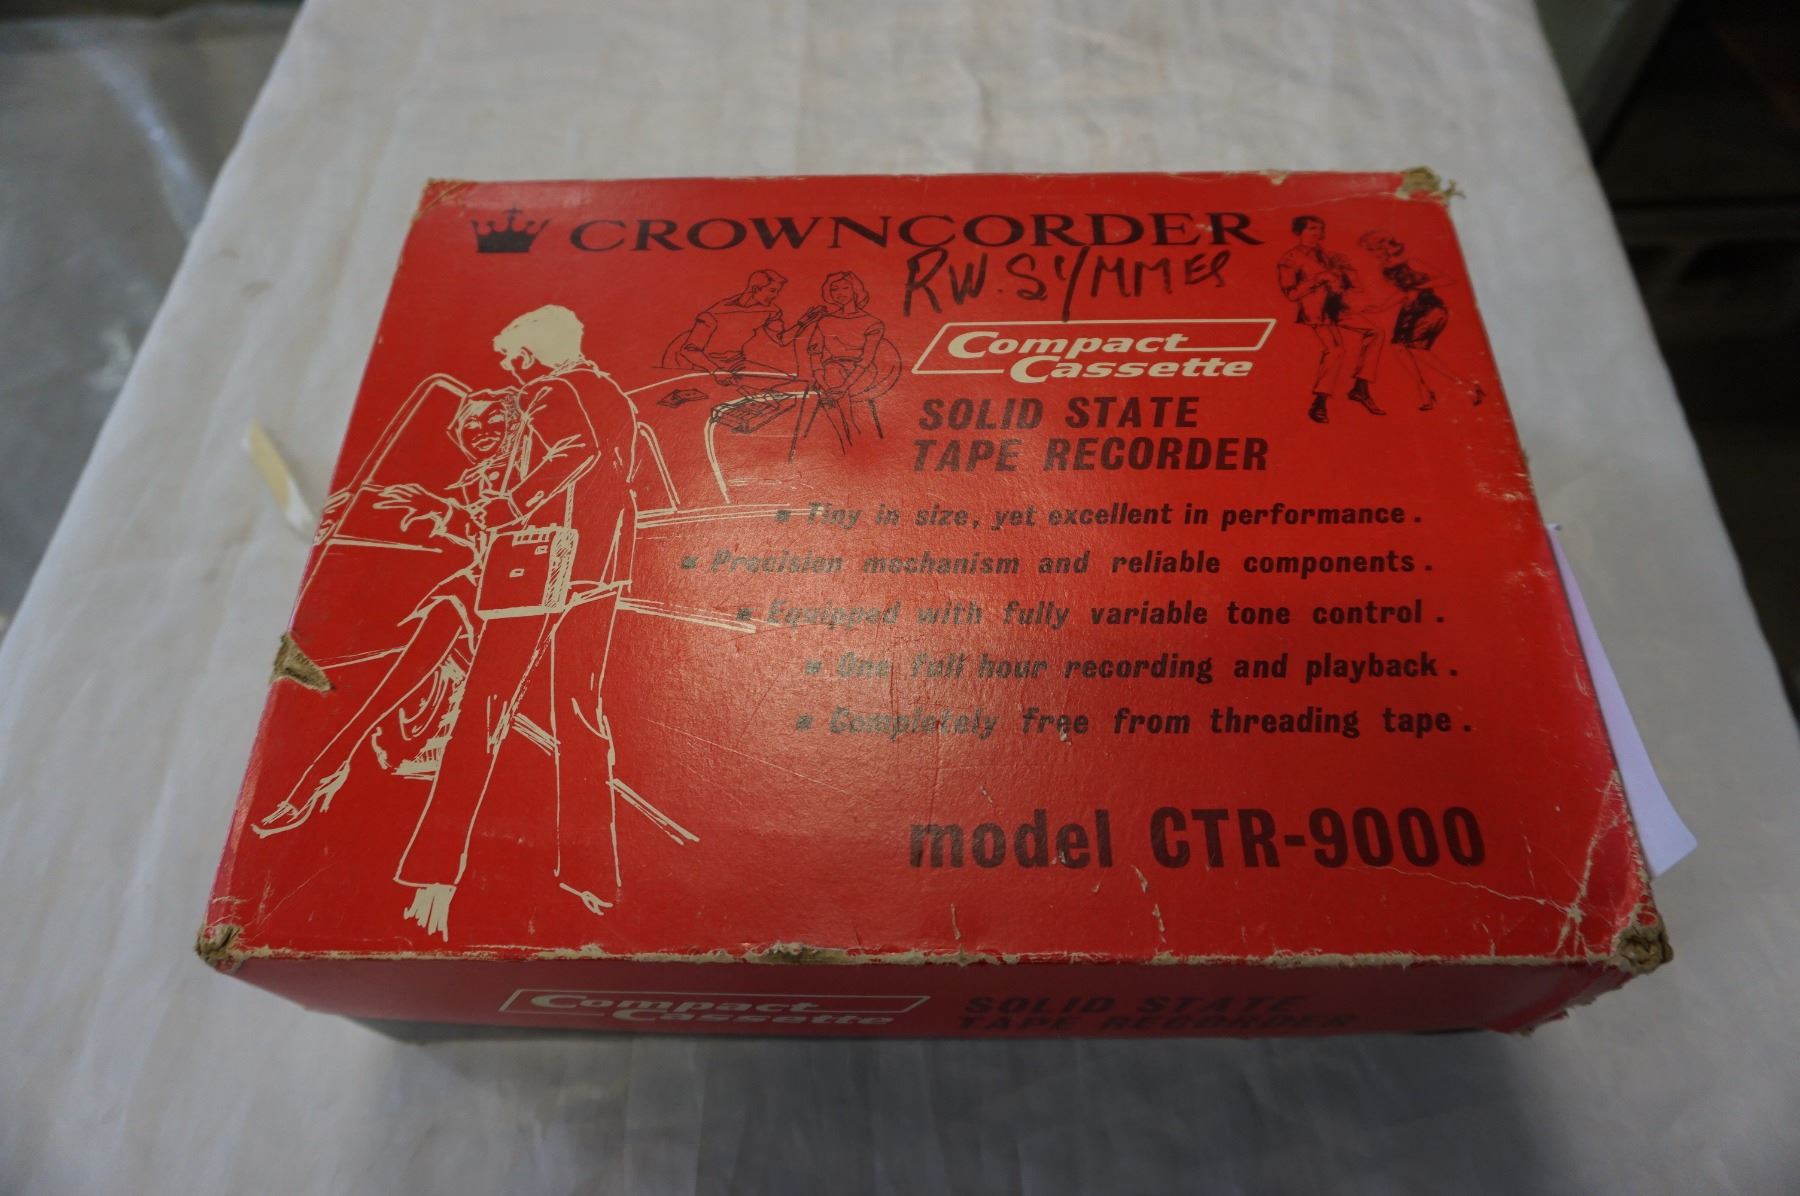 CROWNCORDER
RW.SYMMES
Compact
Cassette
SOLID STATE
TAPE RECORDER
Tiny in size, yet excellent in performance.
Precision mechanism and reliable components.
Equipped with fully variable tone control.
One full hour recording and playback.
Completely free from threading tape.
model CTR-9000
Compact
Cassette
SOLID STATE
TAPE RECORDER